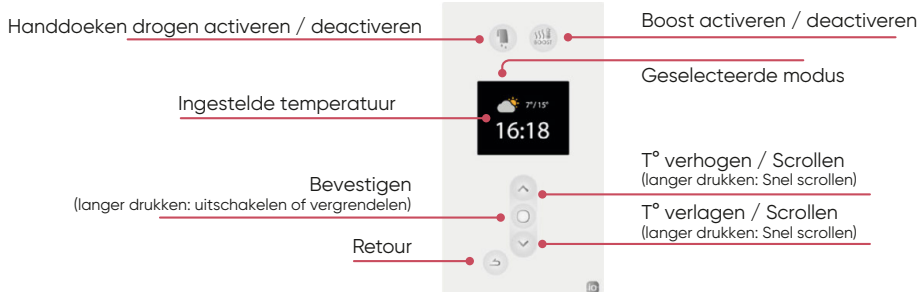 Handdoeken drogen activeren / deactiveren
Boost activeren / deactiveren
BOOST
Geselecteerde modus
Ingestelde temperatuur
7°/15°
16:18
T° verhogen / Scrollen
(langer drukken: Snel scrollen)
Bevestigen
(langer drukken: uitschakelen of vergrendelen)
T° verlagen / Scrollen
(langer drukken: Snel scrollen)
Retour
io